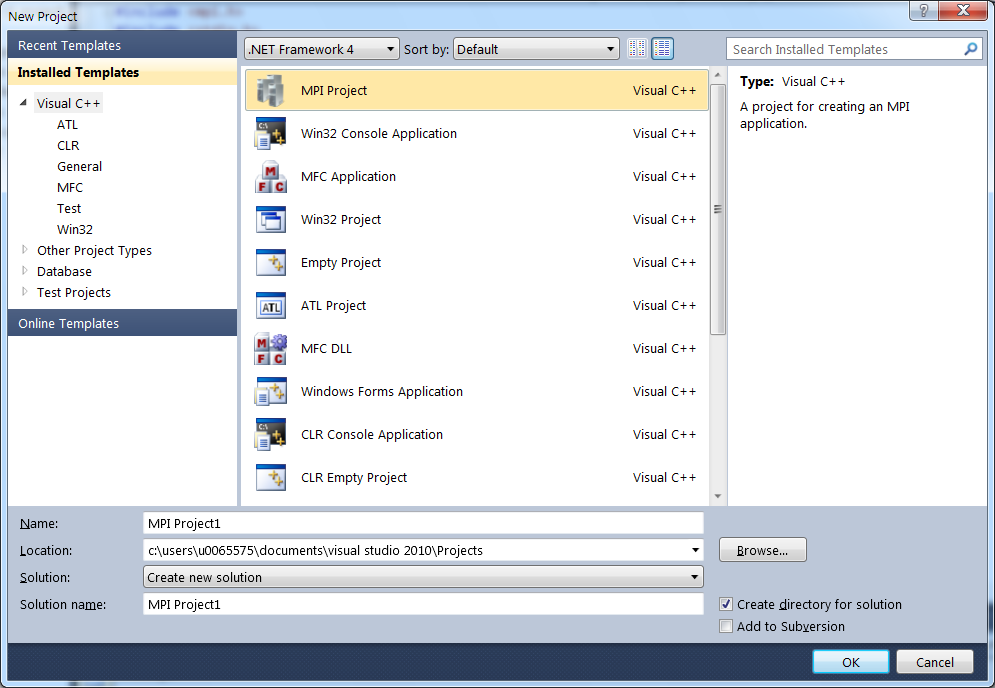 New Project
Recent Templates
Installed Templates
Visual C++
ATL
CLR
General
MFC
Test
Win32
Other Project Types
Database
Test Projects
Online Templates
.NET Framework 4 Sort by: Default
MPI Project Visual C++
Win32 Console Application Visual C++
MFC Application Visual C++
Win32 Project Visual C++
Empty Project Visual C++
ATL Project Visual C++
MFC DLL Visual C++
Windows Forms Application Visual C++
CLR Console Application Visual C++
CLR Empty Project Visual C++
Search Installed Templates
Type: Visual C++
A project for creating an MPI
application.
Name: MPI Project1
Location: c:\users\u0065575\documents\visual studio 2010\Projects Browse...
Solution: Create new solution
Solution name: MPI Project1
Create directory for solution
Add to Subversion
OK Cancel